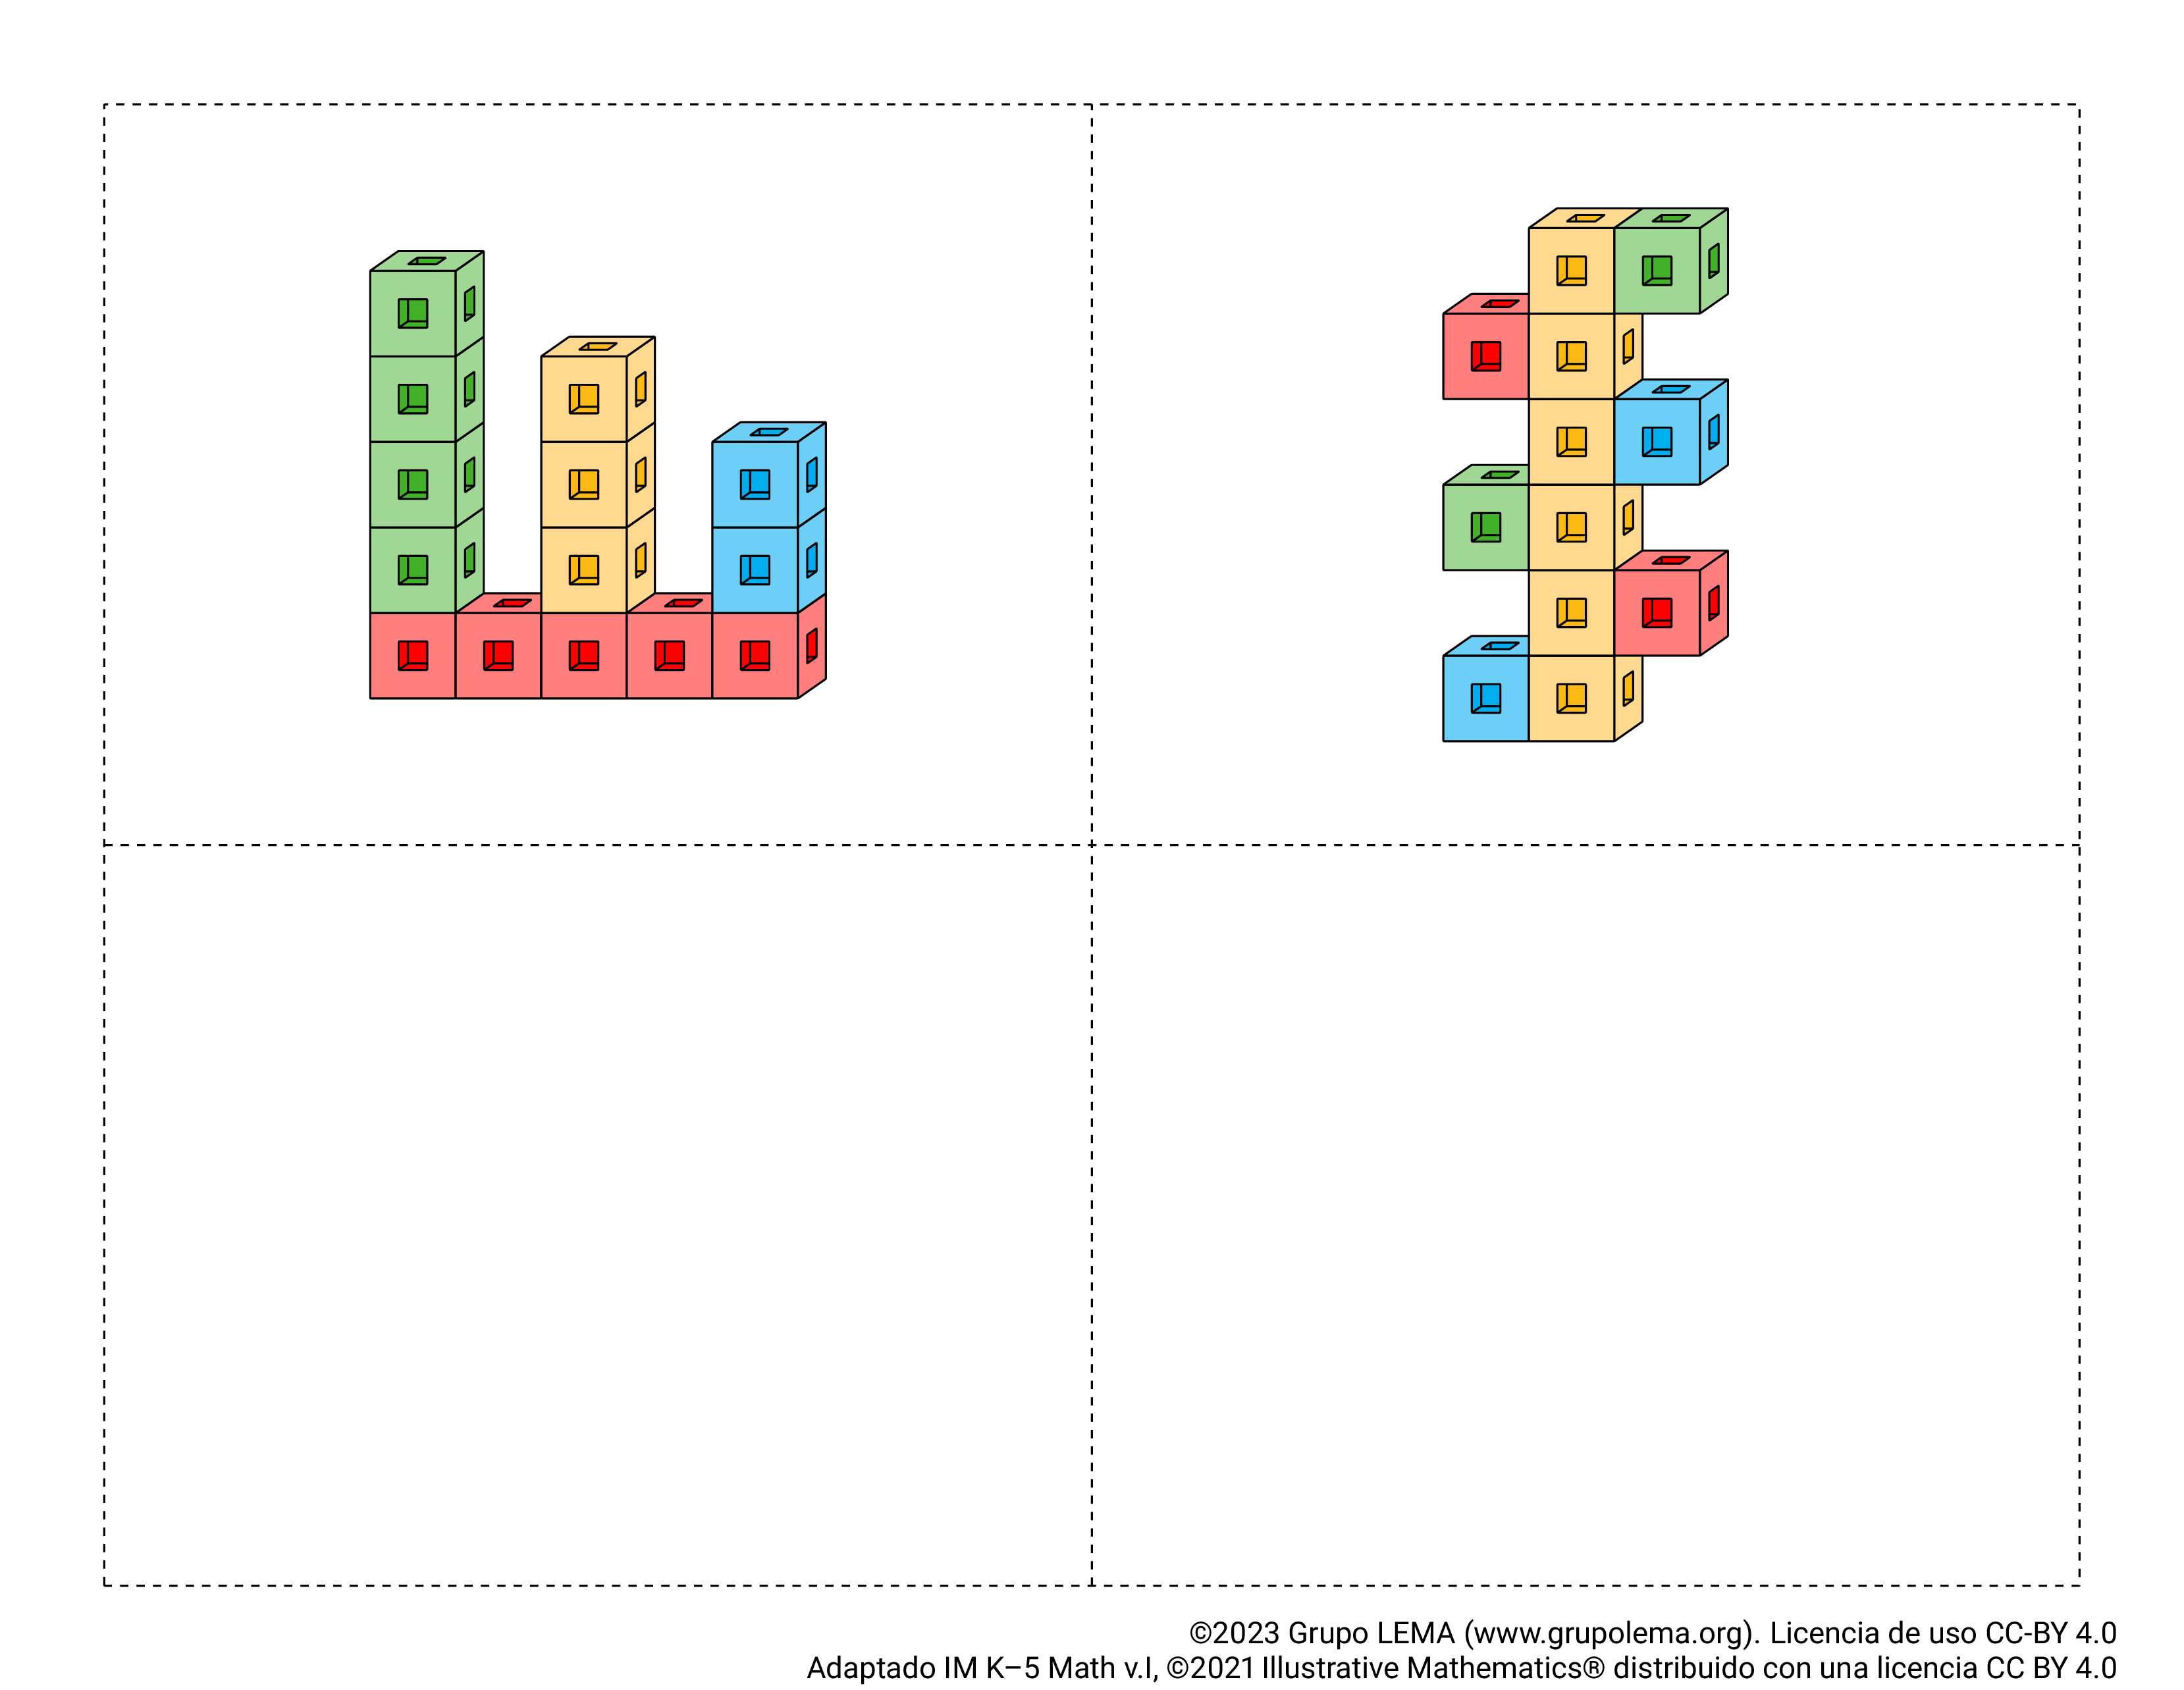 ©2023 Grupo LEMA (www.grupolema.org). Licencia de uso CC-BY 4.0
Adaptado IM K–5 Math v.I, ©2021 Illustrative Mathematics® distribuido con una licencia CC BY 4.0